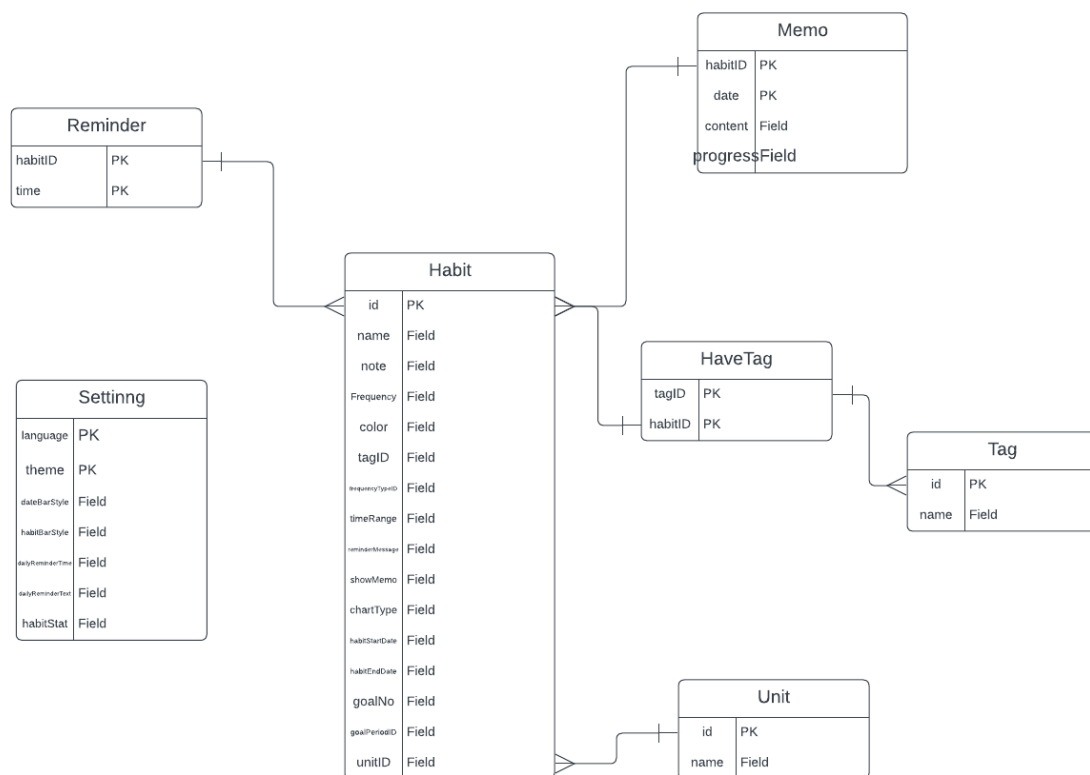 Memo
habitID PK
date PK
content Field
progressField
Reminder
habitID PK
time PK
Habit
id PK
name Field
note Field
Frequency Field
color Field
tagID Field
frequencyTypeID Field
timeRange Field
reminderMessage Field
showMemo Field
chartType Field
habitStartDate Field
habitEndDate Field
goalNo Field
goalPeriodID Field
unitID Field
HaveTag
tagID PK
habitID PK
Settinng
language PK
theme PK
dateBarStyle Field
habitBarStyle Field
dailyReminderTime Field
dailyReminderText Field
habitStat Field
Tag
id PK
name Field
Unit
id PK
name Field